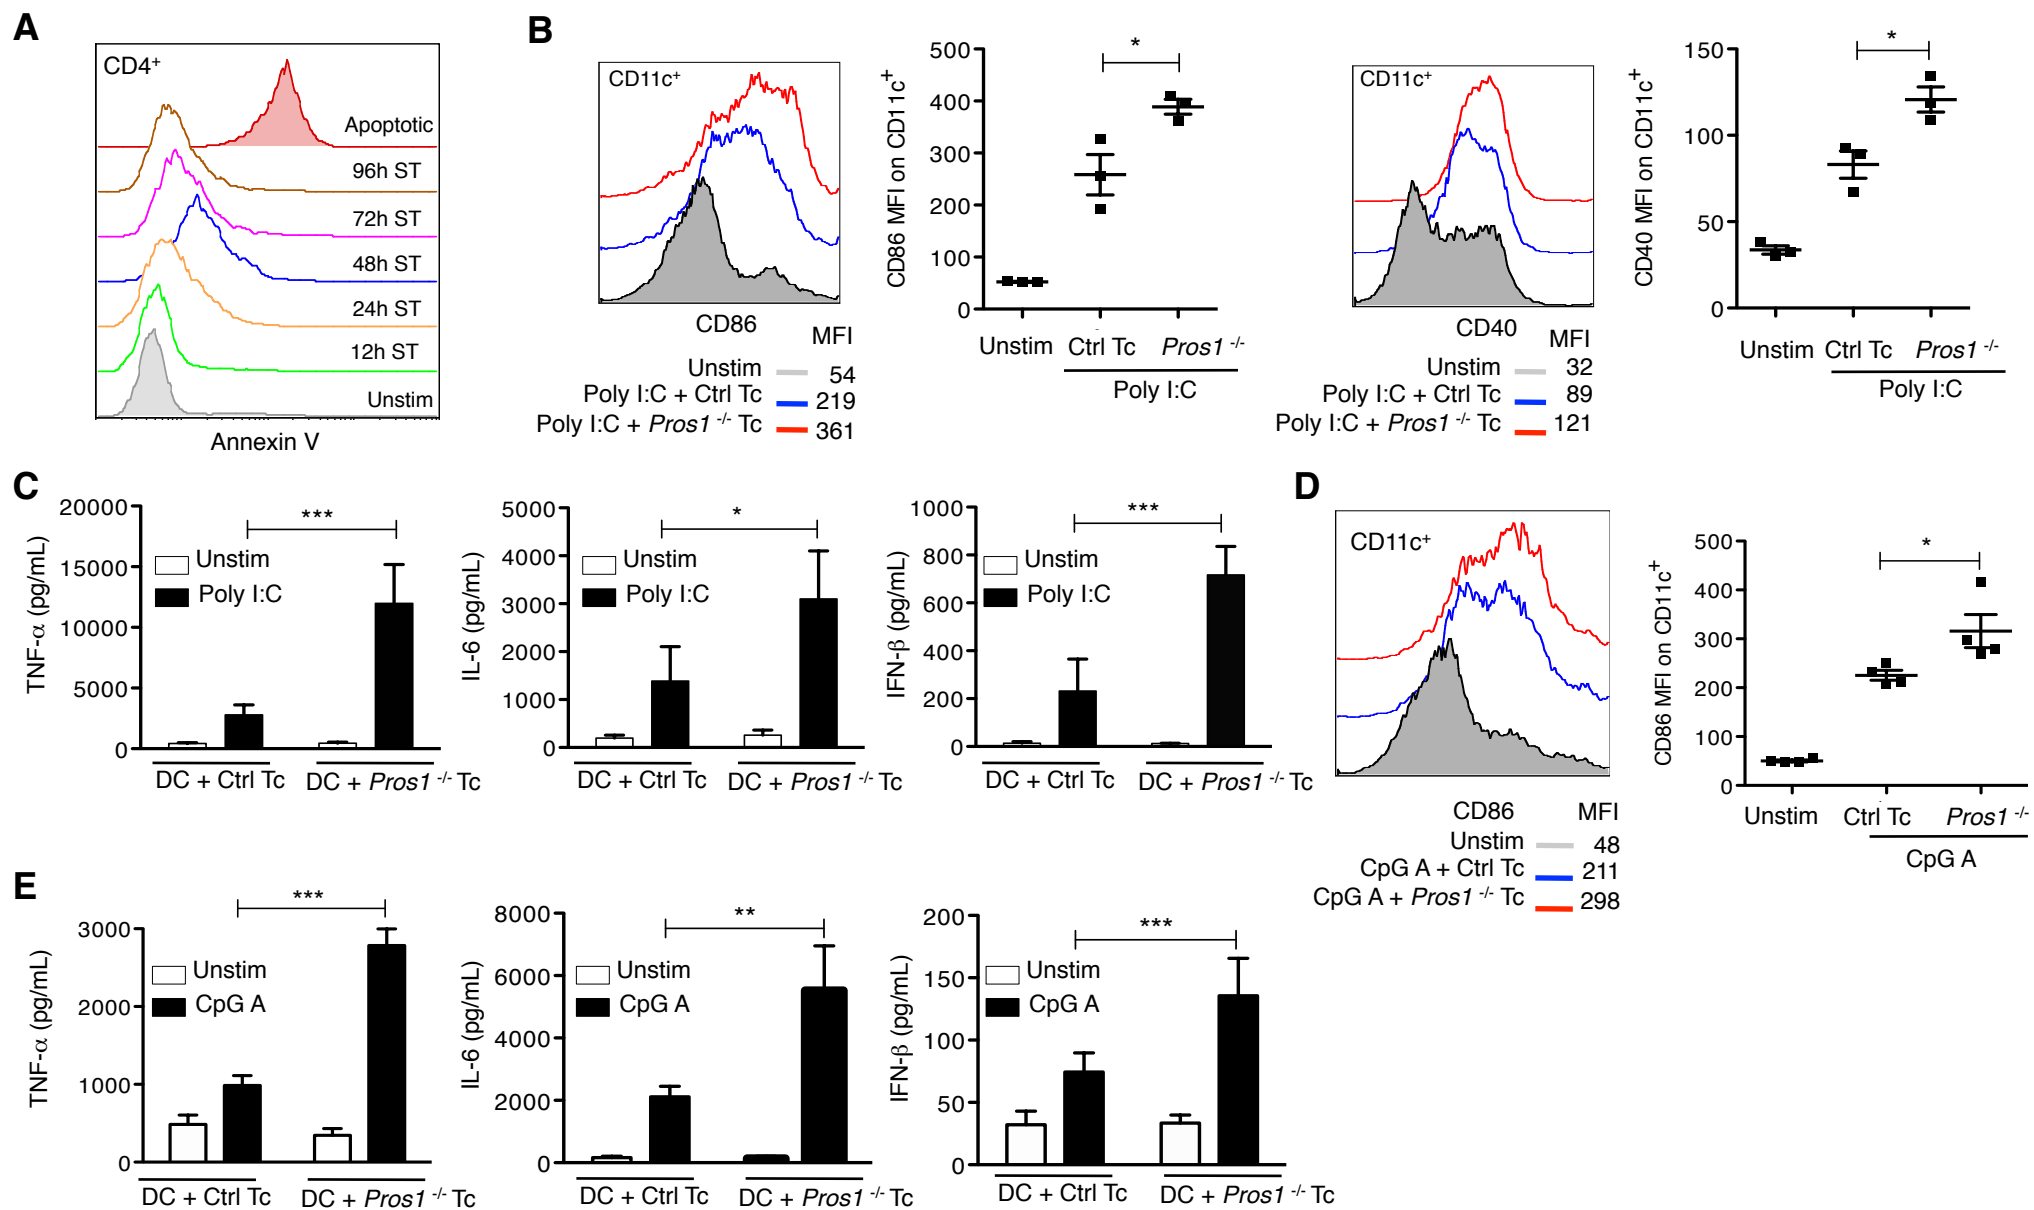 A
CD4+
Apoptotic
96h ST
72h ST
48h ST
24h ST
12h ST
Unstim
Annexin V
B
CD11c+
CD86
MFI
Unstim 54
Poly I:C + Ctrl Tc 219
Poly I:C + Pros1 -/- Tc 361
CD86 MFI on CD11c+
500
400
300
200
100
0
*
Unstim Ctrl Tc Pros1 -/-
Poly I:C
CD11c+
CD40
MFI
Unstim 32
Poly I:C + Ctrl Tc 89
Poly I:C + Pros1 -/- Tc 121
CD40 MFI on CD11c+
150
100
50
0
*
Unstim Ctrl Tc Pros1 -/-
Poly I:C
C
TNF-α (pg/mL)
20000
15000
10000
5000
0
***
Unstim
Poly I:C
DC + Ctrl Tc DC + Pros1 -/- Tc
IL-6 (pg/mL)
5000
4000
3000
2000
1000
0
*
Unstim
Poly I:C
DC + Ctrl Tc DC + Pros1 -/- Tc
IFN-β (pg/mL)
1000
800
600
400
200
0
***
Unstim
Poly I:C
DC + Ctrl Tc DC + Pros1 -/- Tc
D
CD11c+
CD86 MFI
Unstim 48
CpG A + Ctrl Tc 211
CpG A + Pros1 -/- Tc 298
CD86 MFI on CD11c+
500
400
300
200
100
0
*
Unstim Ctrl Tc Pros1 -/-
CpG A
E
TNF-α (pg/mL)
3000
2000
1000
0
***
Unstim
CpG A
DC + Ctrl Tc DC + Pros1 -/- Tc
IL-6 (pg/mL)
8000
6000
4000
2000
0
**
Unstim
CpG A
DC + Ctrl Tc DC + Pros1 -/- Tc
IFN-β (pg/mL)
200
150
100
50
0
***
Unstim
CpG A
DC + Ctrl Tc DC + Pros1 -/- Tc